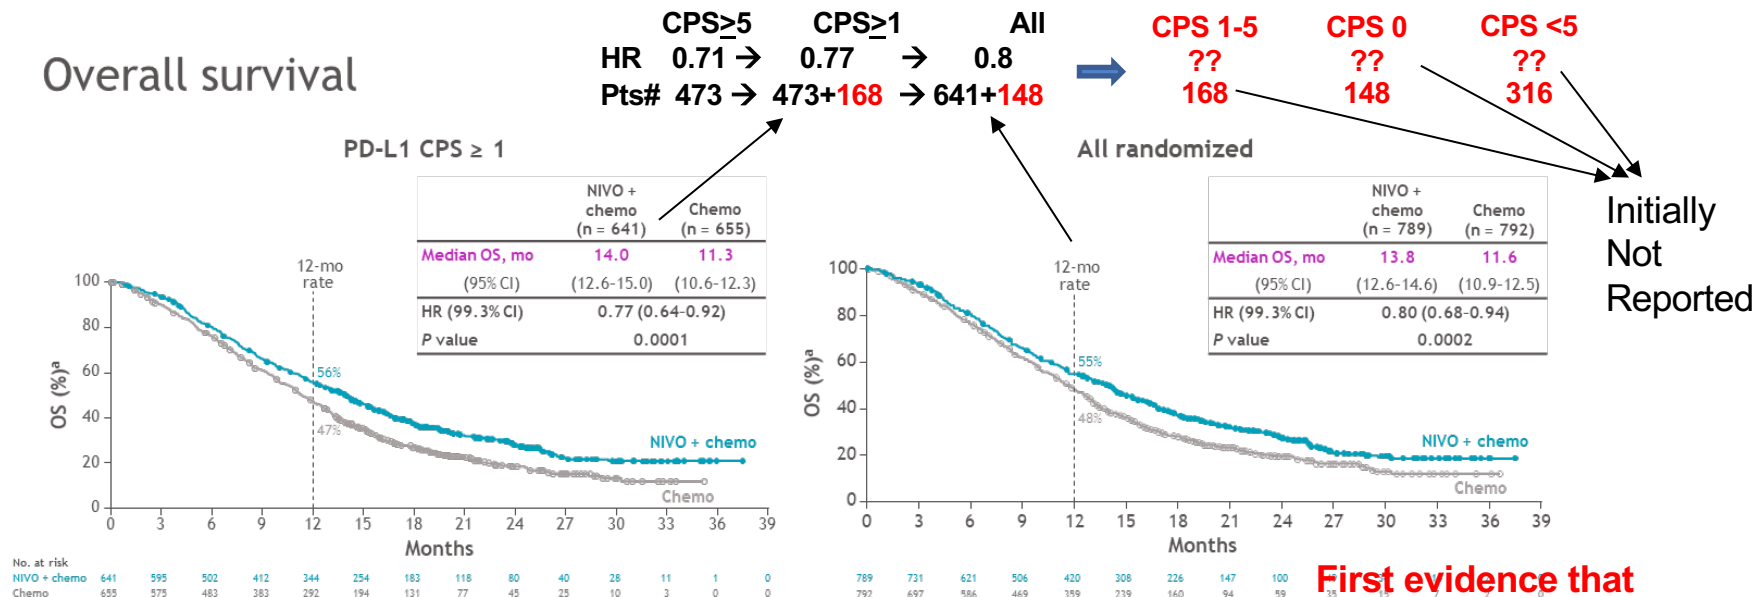 CPS≥5 CPS≥1 All
HR 0.71 → 0.77 → 0.8
Pts# 473 → 473+168 → 641+148
CPS 1-5 CPS 0 CPS <5
?? ?? ??
168 148 316
Overall survival
Initially
Not
Reported
PD-L1 CPS ≥ 1
NIVO +
chemo
(n = 641)
Chemo
(n = 655)
Median OS, mo 14.0 11.3
(95% CI) (12.6-15.0) (10.6-12.3)
HR (99.3% CI) 0.77 (0.64-0.92)
P value 0.0001
12-mo
rate
OS (%)ª
100
80
60
40
20
0
56%
47%
NIVO + chemo
Chemo
0 3 6 9 12 15 18 21 24 27 30 33 36 39
Months
No. at risk
NIVO + chemo 641 595 502 412 344 254 183 118 80 40 28 11 1 0
Chemo 655 575 483 383 292 194 131 77 45 25 10 3 0 0
All randomized
NIVO +
chemo
(n = 789)
Chemo
(n = 792)
Median OS, mo 13.8 11.6
(95% CI) (12.6-14.6) (10.9-12.5)
HR (99.3% CI) 0.80 (0.68-0.94)
P value 0.0002
12-mo
rate
OS (%)ª
100
80
60
40
20
0
55%
48%
NIVO + chemo
Chemo
0 3 6 9 12 15 18 21 24 27 30 33 36 39
Months
789 731 621 506 420 308 226 147 100
792 697 586 469 359 239 160 94 59 35
First evidence that